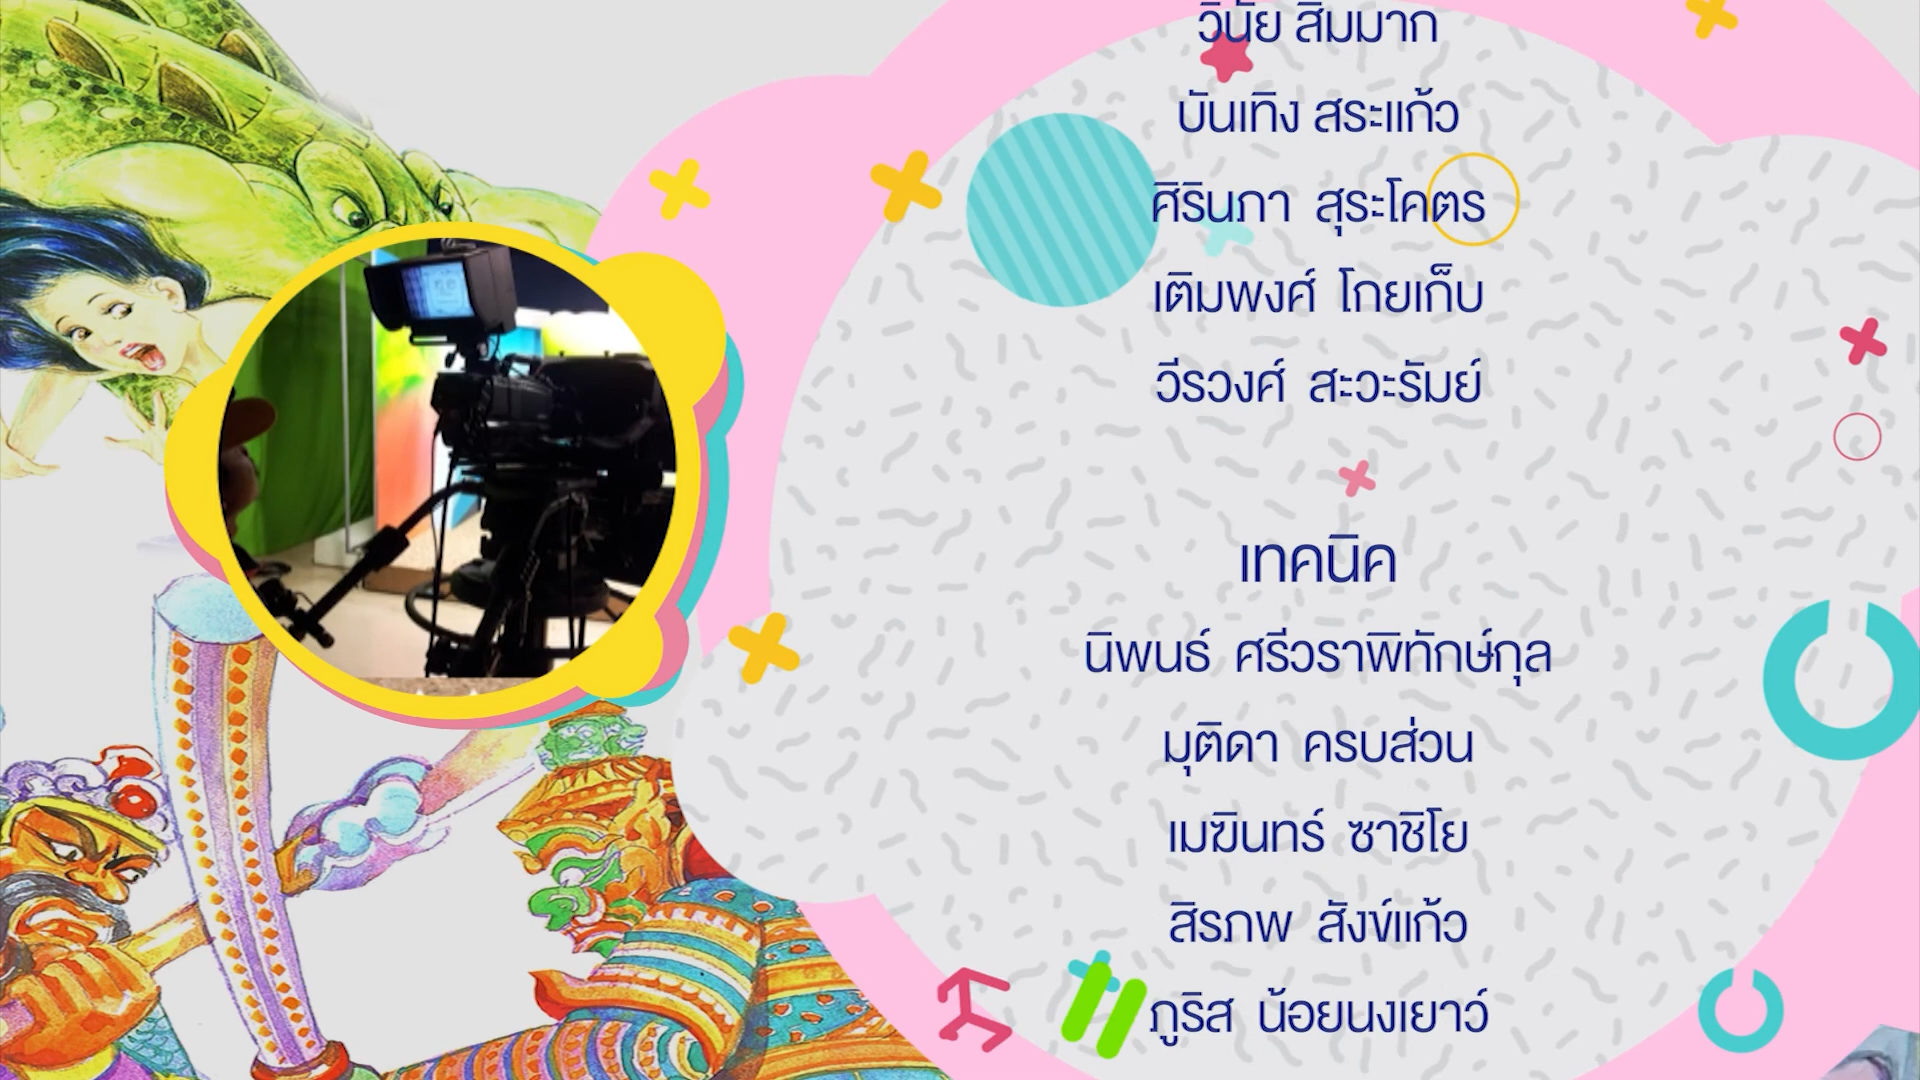 วินัย สิมมาก
บันเทิง สระแก้ว
ศิรินภา สุระโคตร
เติมพงศ์ โกยเก็บ
วีรวงศ์ สะวะรัมย์
เทคนิค
นิพนธ์ ศรีวราพิทักษ์กุล
มุติดา ครบส่วน
เมฆินทร์ ซาชิโย
สิรภพ สังข์แก้ว
ภูริส น้อยนงเยาว์